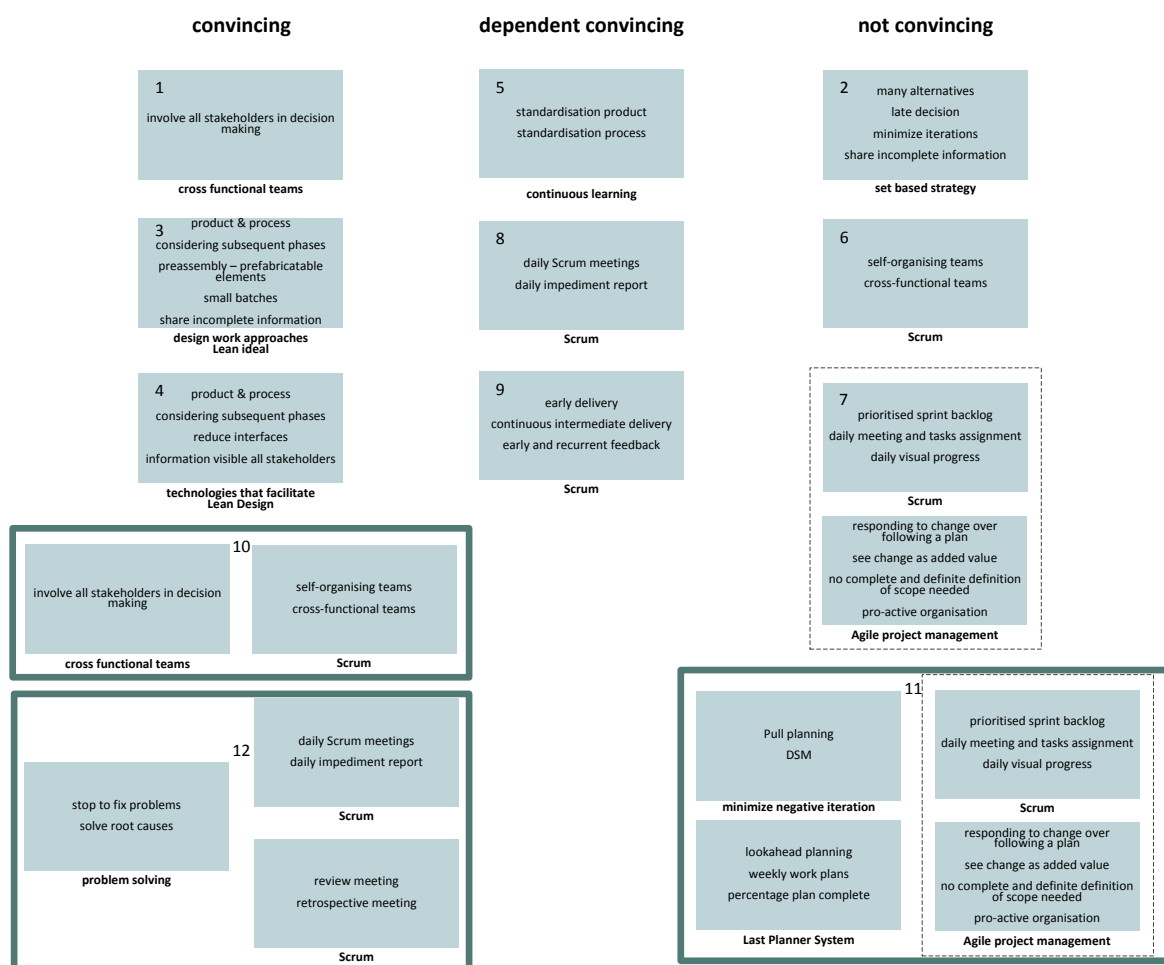 convincing
dependent convincing
not convincing
1
involve all stakeholders in decision
making
cross functional teams
5
standardisation product
standardisation process
continuous learning
2
many alternatives
late decision
minimize iterations
share incomplete information
set based strategy
3
product & process
considering subsequent phases
preassembly – prefabricatable
elements
small batches
share incomplete information
design work approaches
Lean ideal
8
daily Scrum meetings
daily impediment report
Scrum
6
self-organising teams
cross-functional teams
Scrum
4
product & process
considering subsequent phases
reduce interfaces
information visible all stakeholders
technologies that facilitate
Lean Design
9
early delivery
continuous intermediate delivery
early and recurrent feedback
Scrum
7
prioritised sprint backlog
daily meeting and tasks assignment
daily visual progress
Scrum
responding to change over
following a plan
see change as added value
no complete and definite definition
of scope needed
pro-active organisation
Agile project management
10
involve all stakeholders in decision
making
cross functional teams
self-organising teams
cross-functional teams
Scrum
12
stop to fix problems
solve root causes
problem solving
daily Scrum meetings
daily impediment report
Scrum
review meeting
retrospective meeting
Scrum
11
Pull planning
DSM
minimize negative iteration
lookahead planning
weekly work plans
percentage plan complete
Last Planner System
prioritised sprint backlog
daily meeting and tasks assignment
daily visual progress
Scrum
responding to change over
following a plan
see change as added value
no complete and definite definition
of scope needed
pro-active organisation
Agile project management